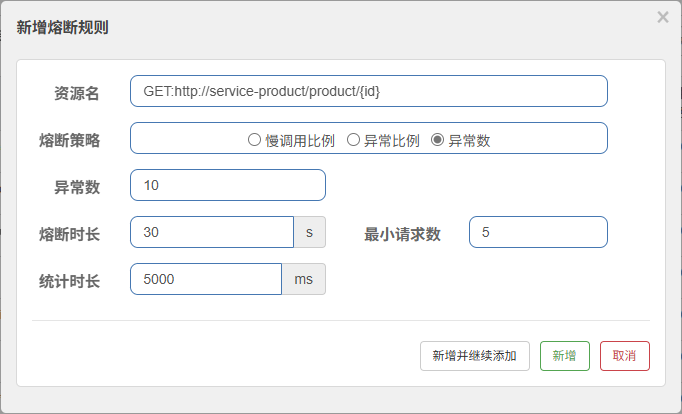 新增熔断规则
资源名 GET:http://service-product/product/{id}
熔断策略 慢调用比例 异常比例 异常数
异常数 10
熔断时长 30 s 最小请求数 5
统计时长 5000 ms
新增并继续添加 新增 取消